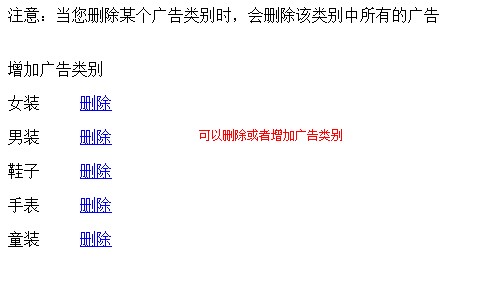 注意：当您删除某个广告类别时，会删除该类别中所有的广告
增加广告类别
女装 删除
男装 删除 可以删除或者增加广告类别
鞋子 删除
手表 删除
童装 删除